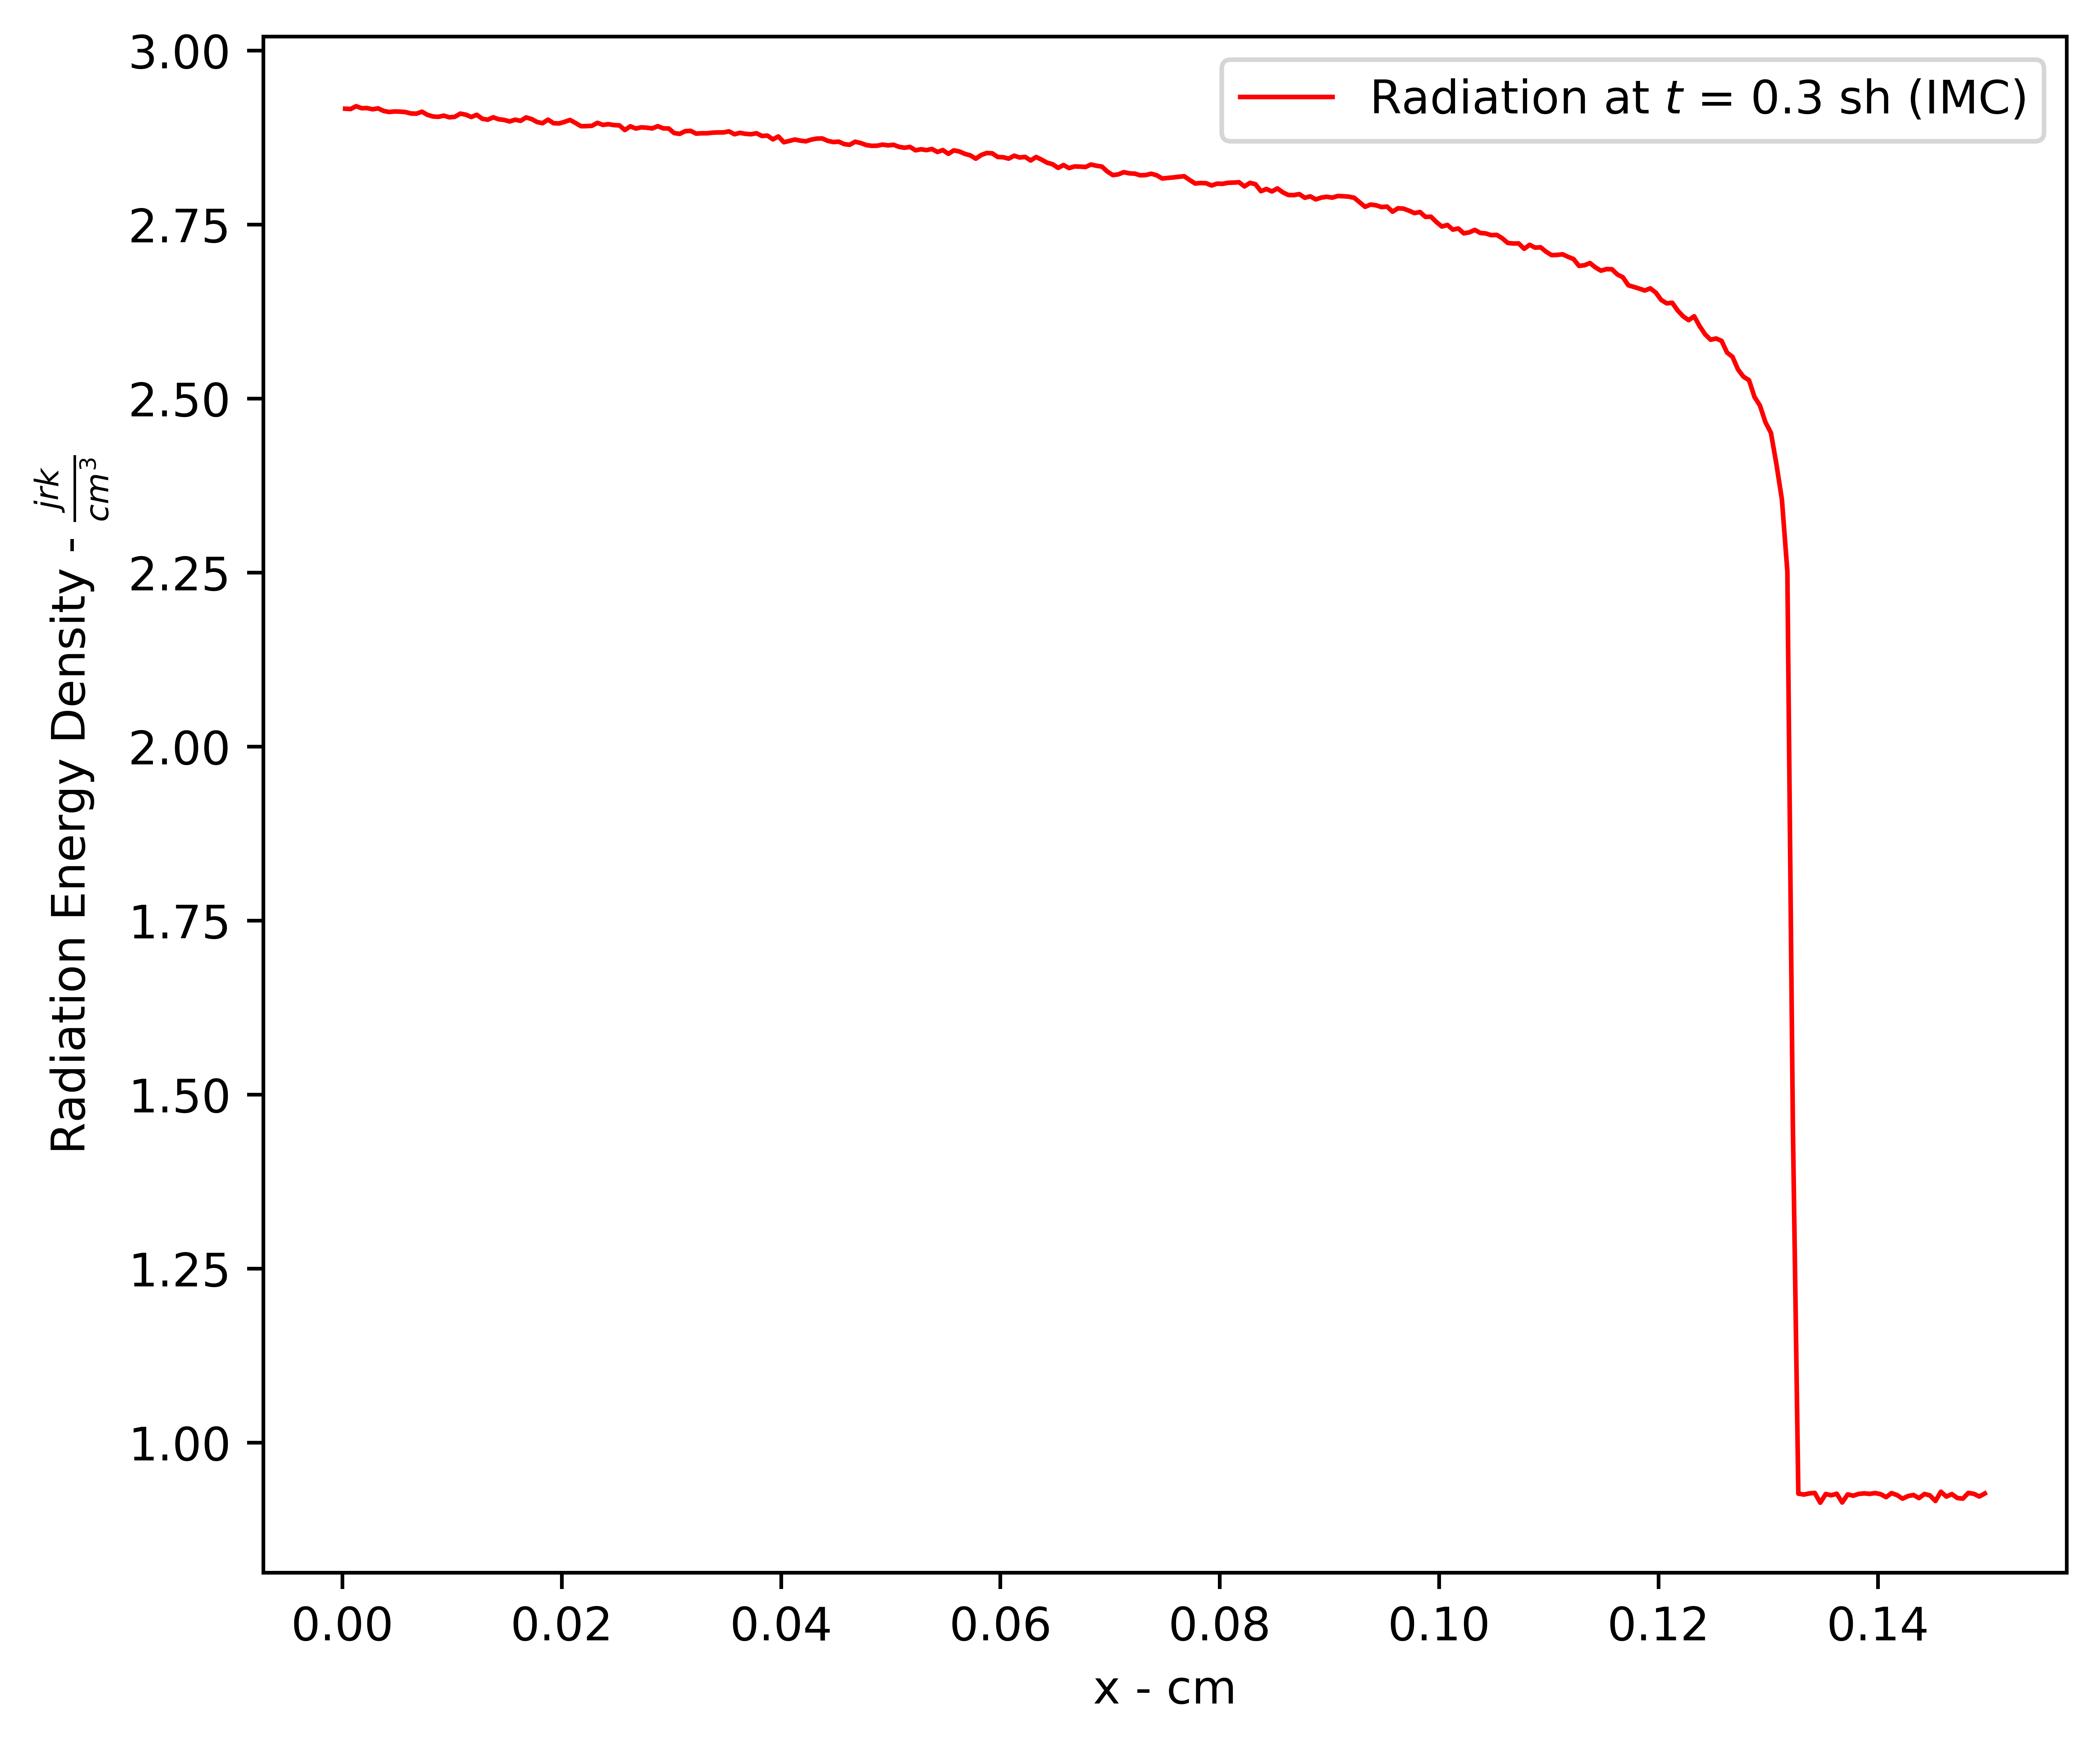 Radiation at t = 0.3 sh (IMC)
3.00
2.75
2.50
2.25
2.00
1.75
1.50
1.25
1.00
Radiation Energy Density - jrk/cm³
0.00 0.02 0.04 0.06 0.08 0.10 0.12 0.14
x - cm